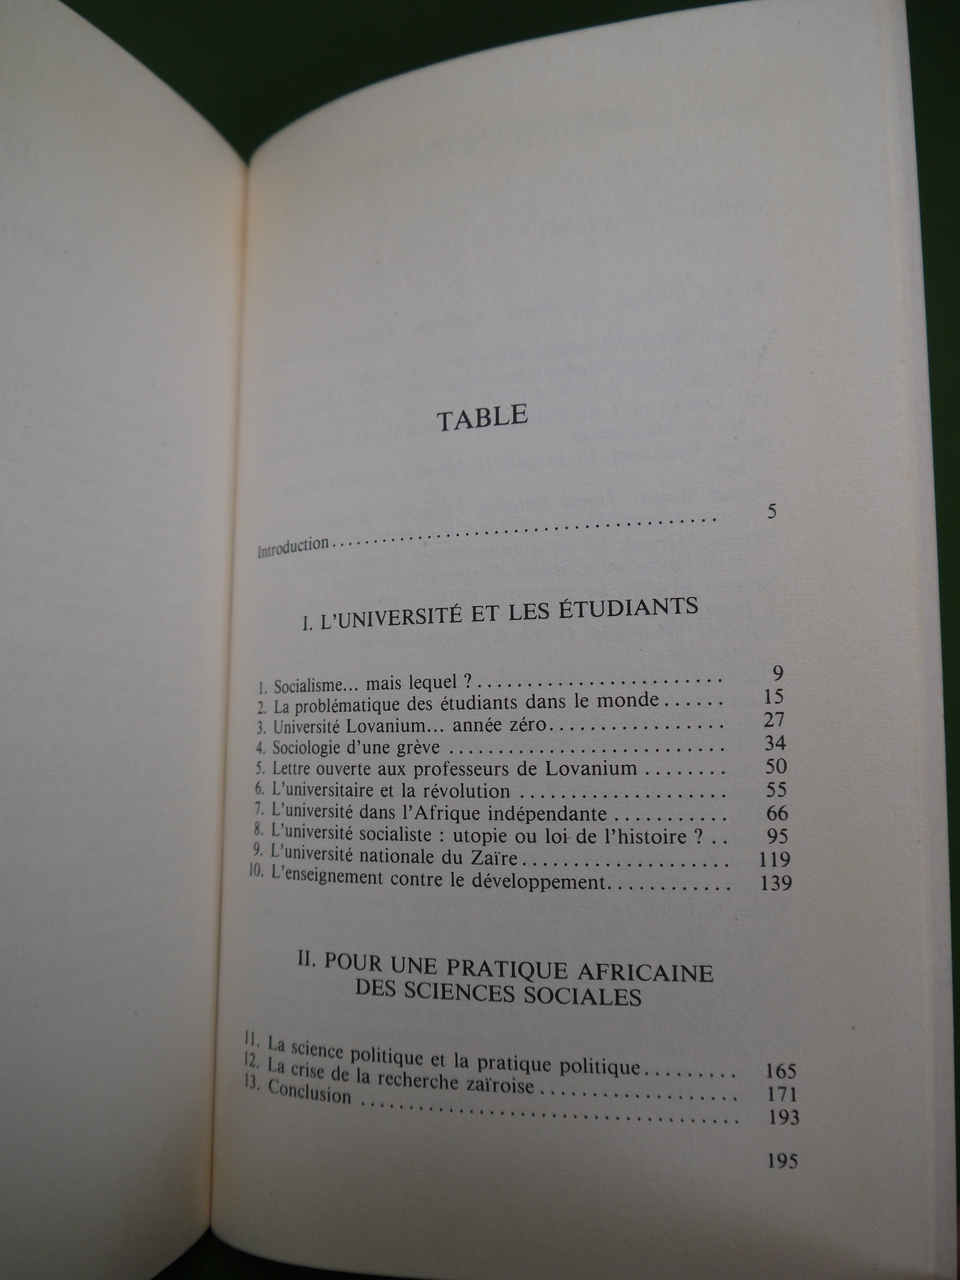 TABLE
Introduction........................................ 5
I. L'UNIVERSITÉ ET LES ÉTUDIANTS
1. Socialisme... mais lequel ?........................ 9
2. La problématique des étudiants dans le monde...... 15
3. Université Lovanium... année zéro................. 27
4. Sociologie d'une grève ........................... 34
5. Lettre ouverte aux professeurs de Lovanium ........ 50
6. L'universitaire et la révolution .................... 55
7. L'université dans l'Afrique indépendante ........... 66
8. L'université socialiste : utopie ou loi de l'histoire ? .. 95
9. L'université nationale du Zaïre.................... 119
10. L'enseignement contre le développement............ 139
II. POUR UNE PRATIQUE AFRICAINE
DES SCIENCES SOCIALES
11. La science politique et la pratique politique......... 165
12. La crise de la recherche zaïroise................... 171
13. Conclusion ...................................... 193
195